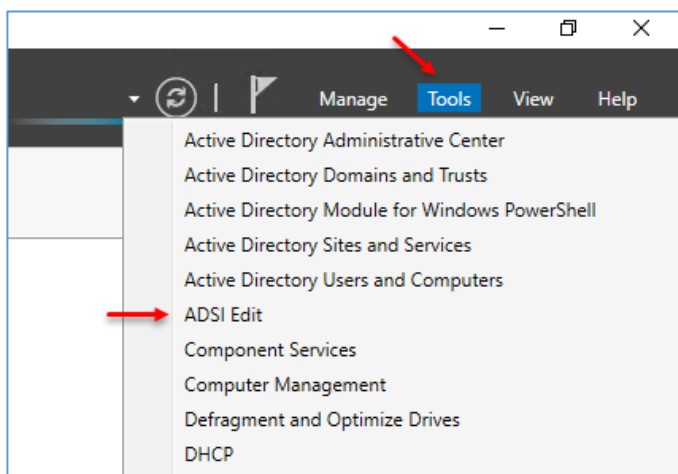 Manage Tools View Help
Active Directory Administrative Center
Active Directory Domains and Trusts
Active Directory Module for Windows PowerShell
Active Directory Sites and Services
Active Directory Users and Computers
ADSI Edit
Component Services
Computer Management
Defragment and Optimize Drives
DHCP